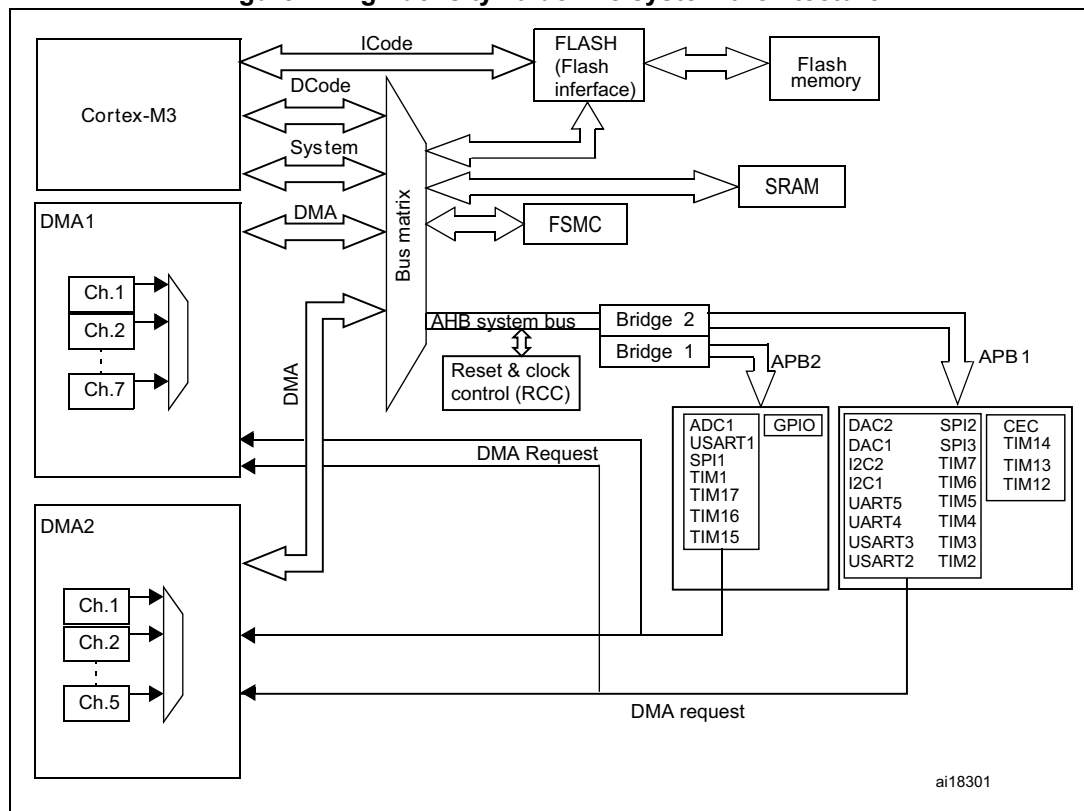 ICode
FLASH
(Flash
inferface)
Flash
memory
DCode
Cortex-M3
System
SRAM
DMA1
DMA
FSMC
Bus matrix
Ch.1
Ch.2
Ch.7
AHB system bus
Bridge 2
Bridge 1
APB2
APB1
Reset & clock
control (RCC)
DMA
ADC1
USART1
SPI1
TIM1
TIM17
TIM16
TIM15
GPIO
DAC2
DAC1
I2C2
I2C1
UART5
UART4
USART3
USART2
SPI2
SPI3
TIM7
TIM6
TIM5
TIM4
TIM3
TIM2
CEC
TIM14
TIM13
TIM12
DMA Request
DMA2
Ch.1
Ch.2
Ch.5
DMA request
ai18301